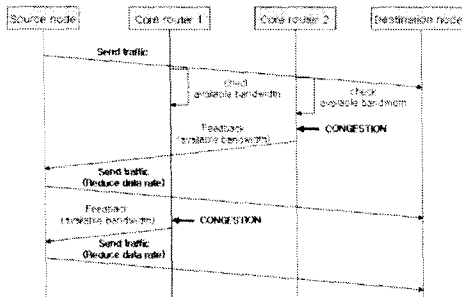 Source node
Core router 1
Core router 2
Destination node
Send traffic
check
available bandwidth
check
available bandwidth
Feedback
(available bandwidth)
CONGESTION
Send traffic
(Reduce data rate)
Feedback
(available bandwidth)
CONGESTION
Send traffic
(Reduce data rate)